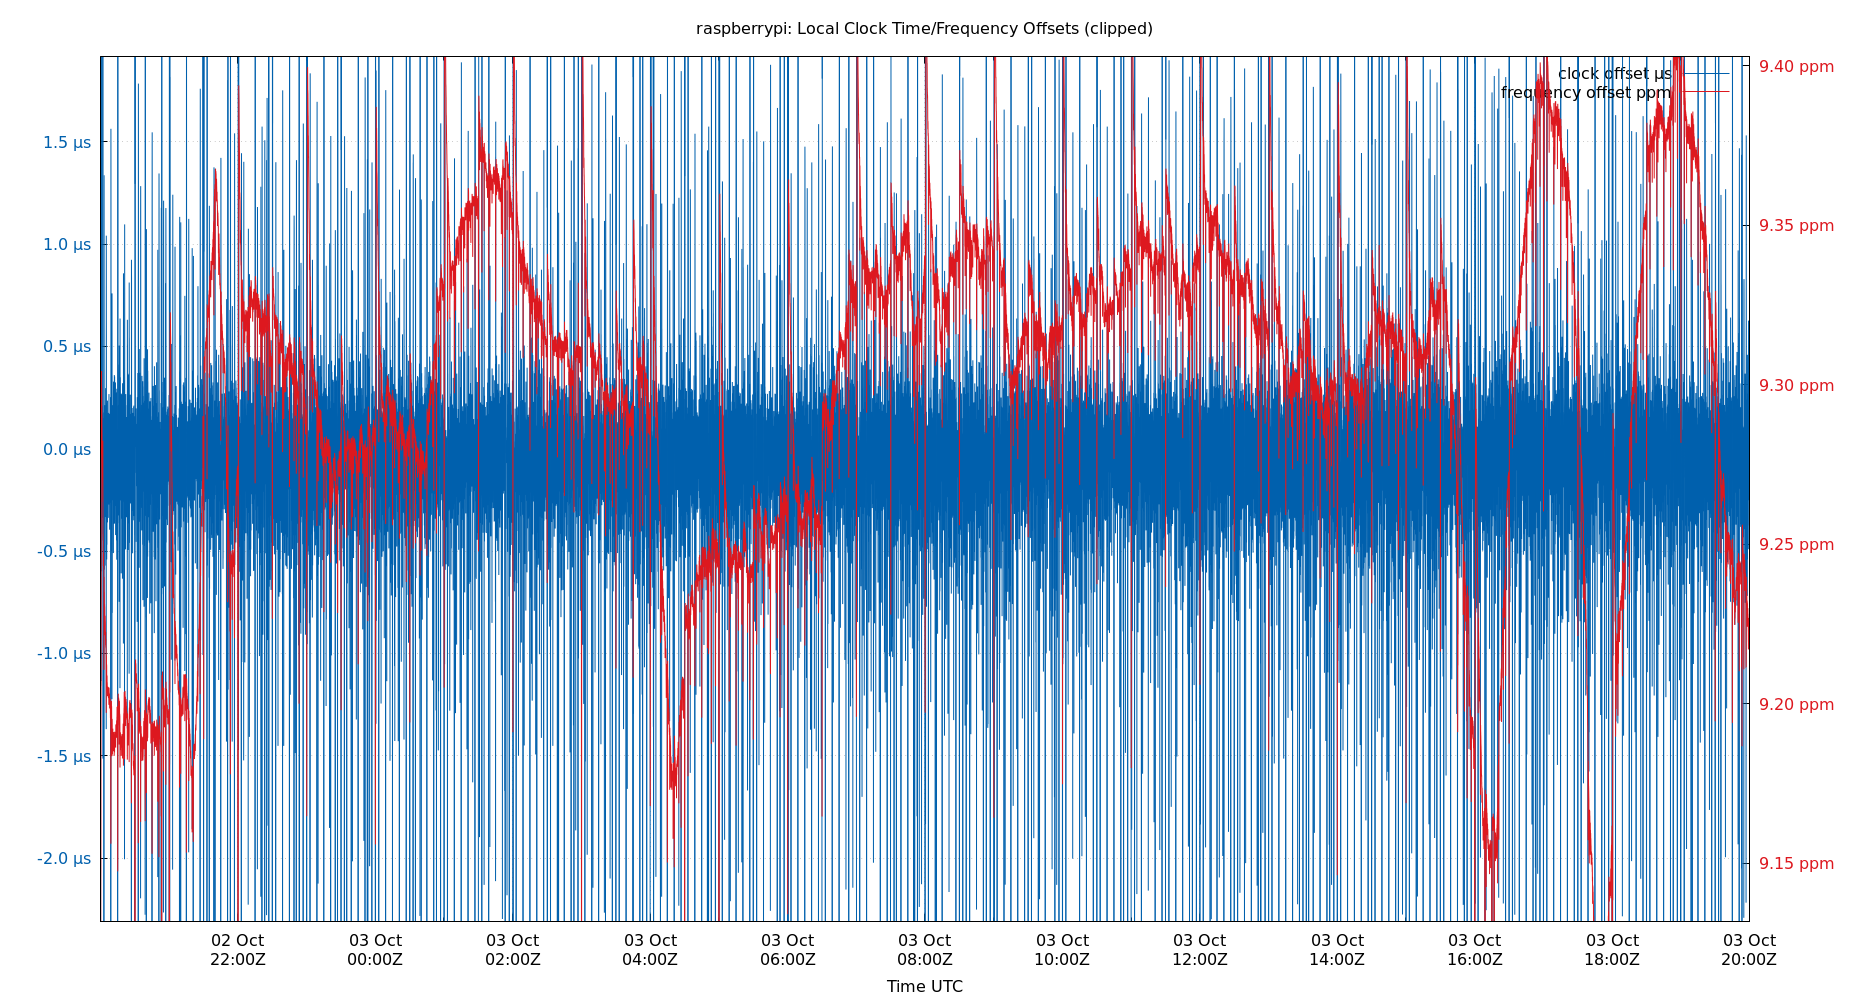 raspberrypi: Local Clock Time/Frequency Offsets (clipped)
clock offset µs
frequency offset ppm
1.5 µs
1.0 µs
0.5 µs
0.0 µs
-0.5 µs
-1.0 µs
-1.5 µs
-2.0 µs
9.40 ppm
9.35 ppm
9.30 ppm
9.25 ppm
9.20 ppm
9.15 ppm
02 Oct
22:00Z
03 Oct
00:00Z
03 Oct
02:00Z
03 Oct
04:00Z
03 Oct
06:00Z
03 Oct
08:00Z
03 Oct
10:00Z
03 Oct
12:00Z
03 Oct
14:00Z
03 Oct
16:00Z
03 Oct
18:00Z
03 Oct
20:00Z
Time UTC